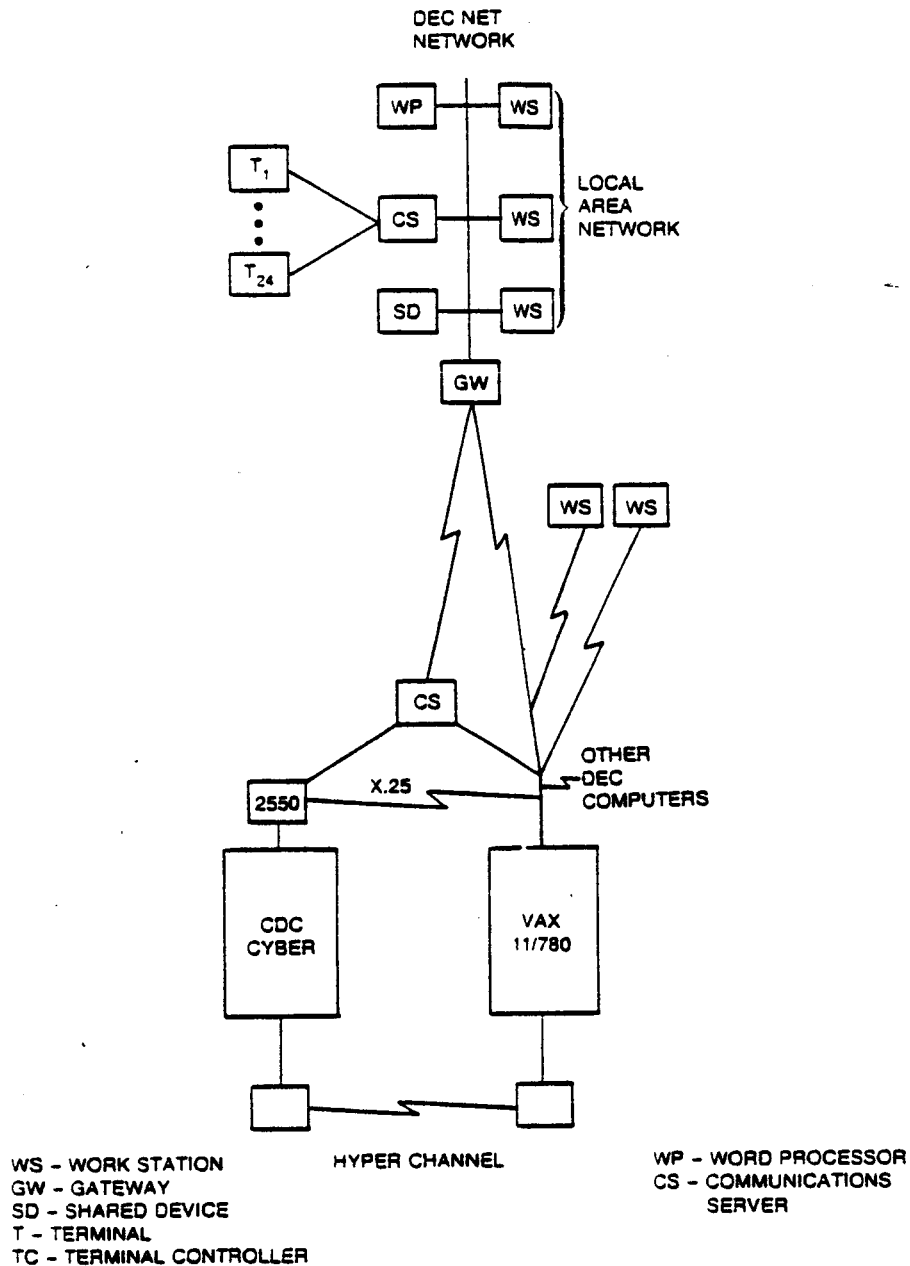 DEC NET
NETWORK
WP
WS
T1
CS
WS
LOCAL
AREA
NETWORK
T24
SD
WS
GW
WS
WS
CS
OTHER
DEC
COMPUTERS
X.25
2550
CDC
CYBER
VAX
11/780
HYPER CHANNEL
WS – WORK STATION
GW – GATEWAY
SD – SHARED DEVICE
T – TERMINAL
TC – TERMINAL CONTROLLER
WP – WORD PROCESSOR
CS – COMMUNICATIONS
SERVER